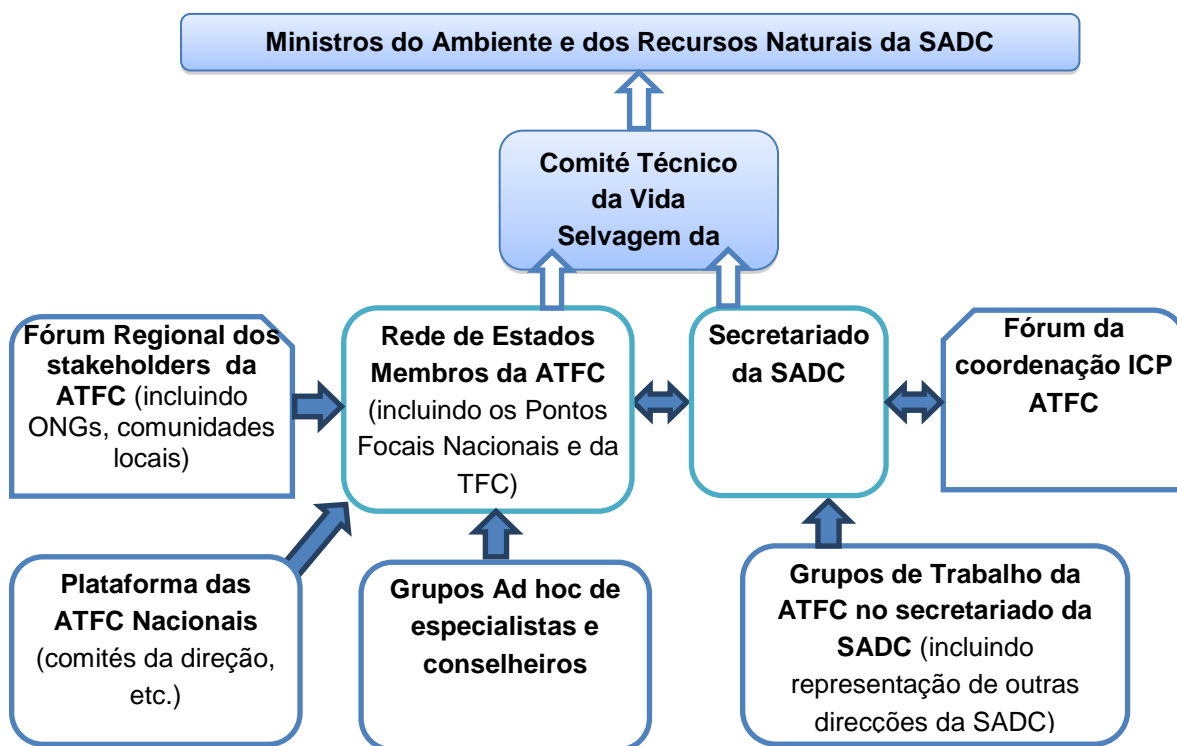 Ministros do Ambiente e dos Recursos Naturais da SADC
Comité Técnico
da Vida
Selvagem da
Fórum Regional dos
stakeholders da
ATFC (incluindo
ONGs, comunidades
locais)
Rede de Estados
Membros da ATFC
(incluindo os Pontos
Focais Nacionais e da
TFC)
Secretariado
da SADC
Fórum da
coordenação ICP
ATFC
Plataforma das
ATFC Nacionais
(comités da direção,
etc.)
Grupos Ad hoc de
especialistas e
conselheiros
Grupos de Trabalho da
ATFC no secretariado da
SADC (incluindo
representação de outras
direcções da SADC)